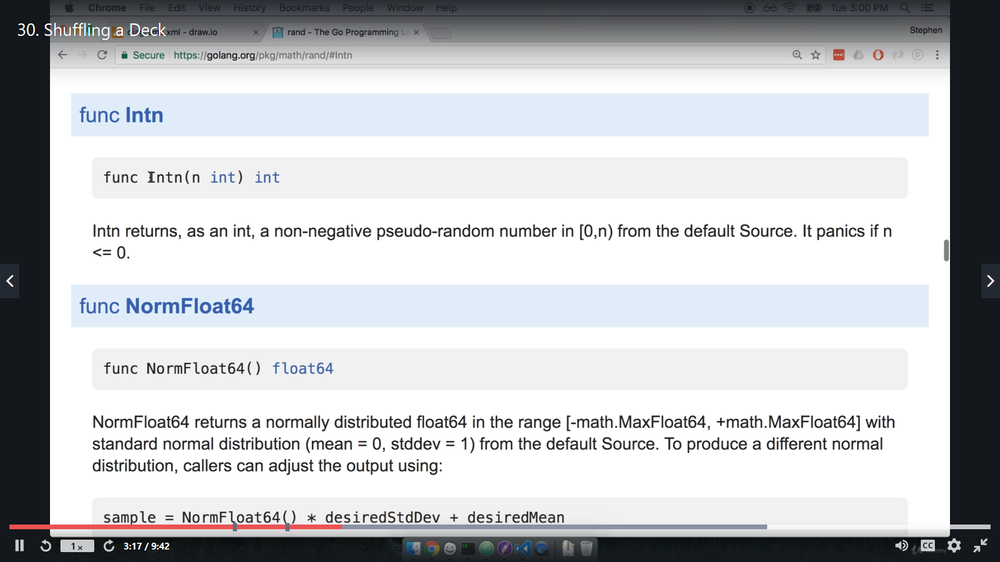 Chrome File Edit View History Bookmarks People Window Help Tue 3:00 PM
30. Shuffling a Deck
xml - draw.io
rand - The Go Programming La
Stephen
Secure https://golang.org/pkg/math/rand/#Intn
func Intn
func Intn(n int) int
Intn returns, as an int, a non-negative pseudo-random number in [0,n) from the default Source. It panics if n
<= 0.
func NormFloat64
func NormFloat64() float64
NormFloat64 returns a normally distributed float64 in the range [-math.MaxFloat64, +math.MaxFloat64] with
standard normal distribution (mean = 0, stddev = 1) from the default Source. To produce a different normal
distribution, callers can adjust the output using:
sample = NormFloat64() * desiredStdDev + desiredMean
1x 3:17 / 9:42
CC